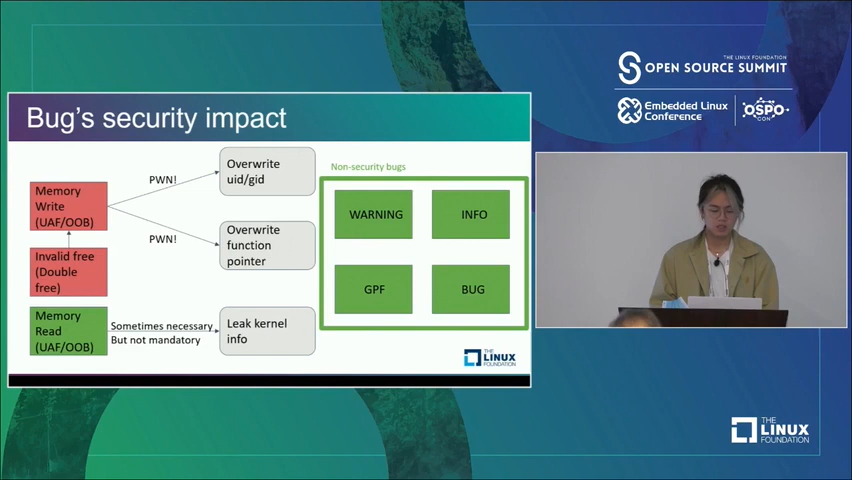 THE LINUX FOUNDATION
OPEN SOURCE SUMMIT
Embedded Linux
Conference
OSPO
CON
Bug's security impact
Memory
Write
(UAF/OOB)
Invalid free
(Double
free)
Memory
Read
(UAF/OOB)
PWN!
PWN!
Sometimes necessary
But not mandatory
Overwrite
uid/gid
Overwrite
function
pointer
Leak kernel
info
Non-security bugs
WARNING
INFO
GPF
BUG
THE
LINUX
FOUNDATION
THE
LINUX
FOUNDATION